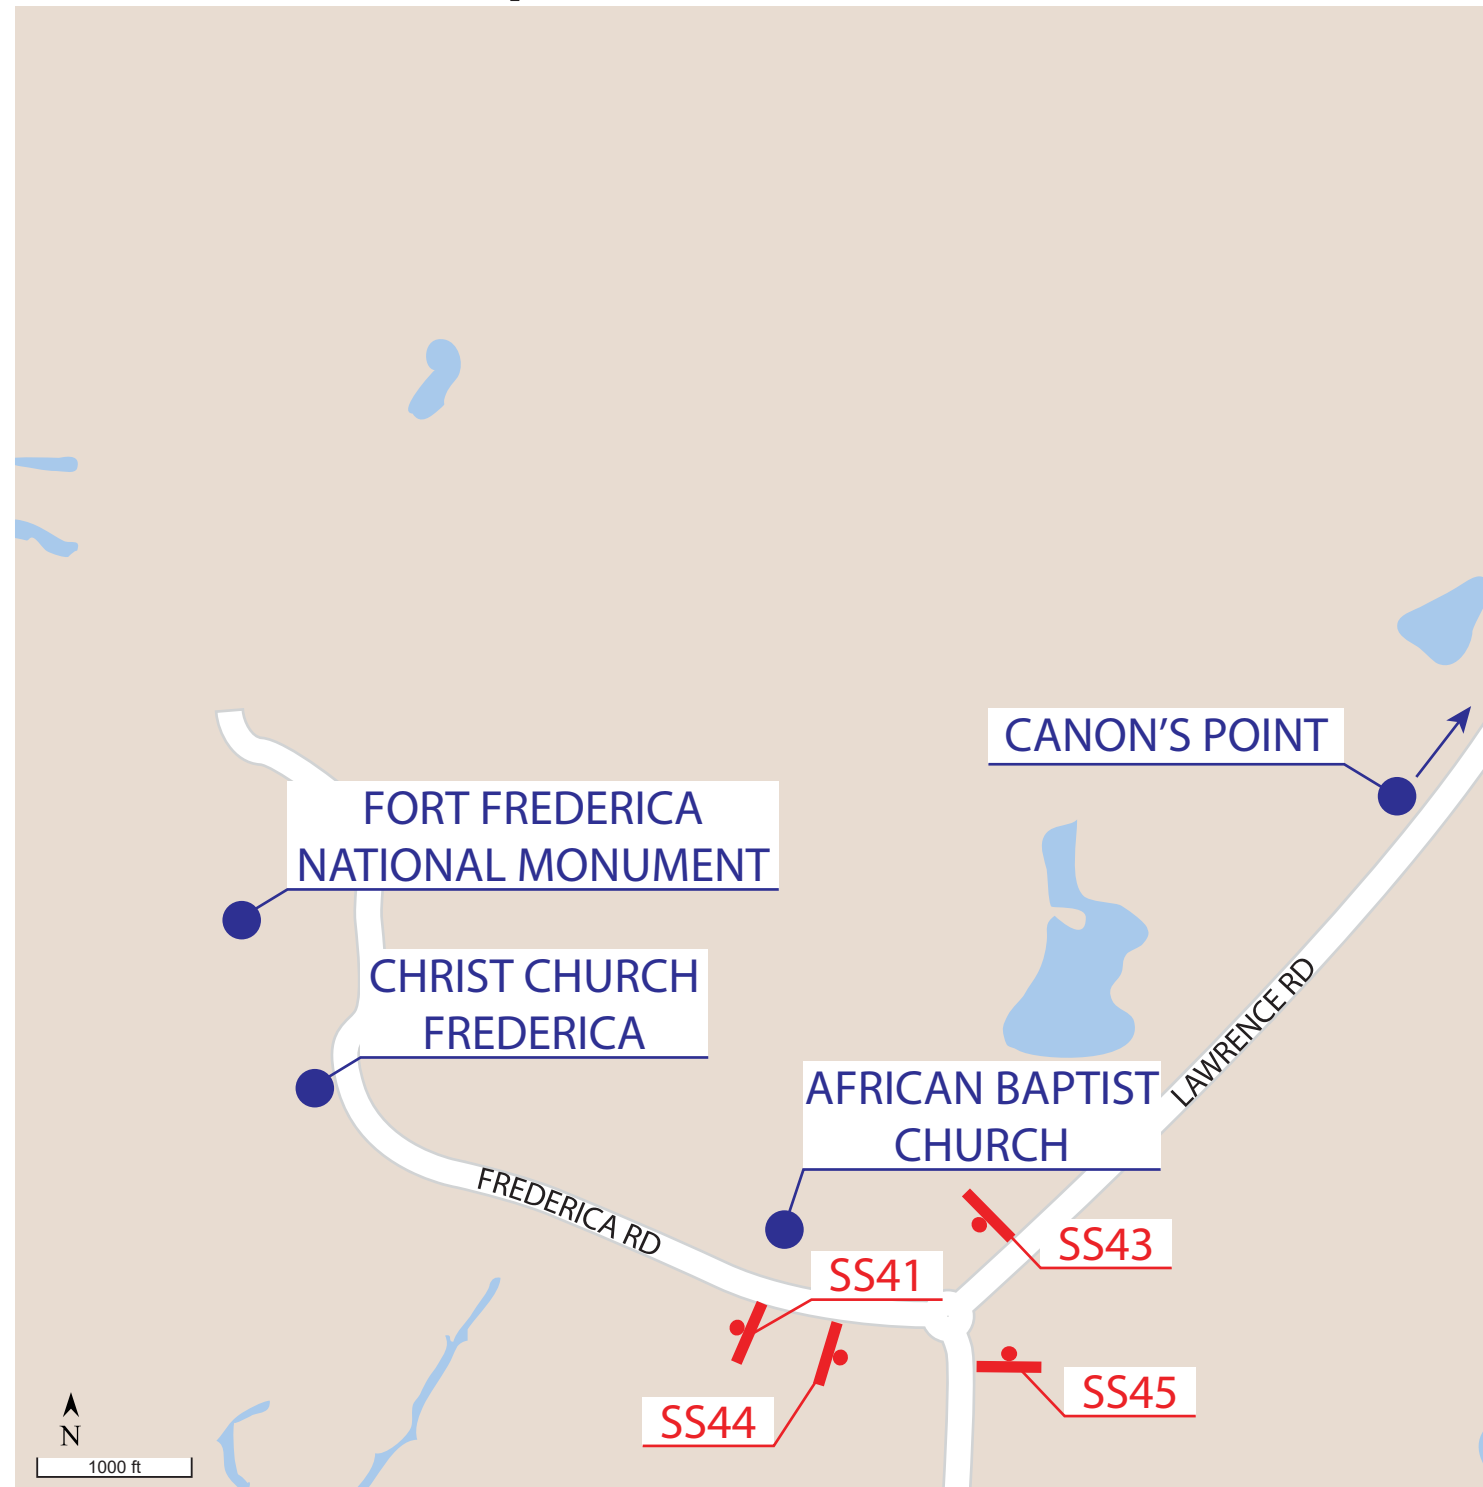 CANON’S POINT
FORT FREDERICA
NATIONAL MONUMENT
CHRIST CHURCH
FREDERICA
LAWRENCE RD
AFRICAN BAPTIST
CHURCH
FREDERICA RD
SS43
SS41
SS45
SS44
N
1000 ft